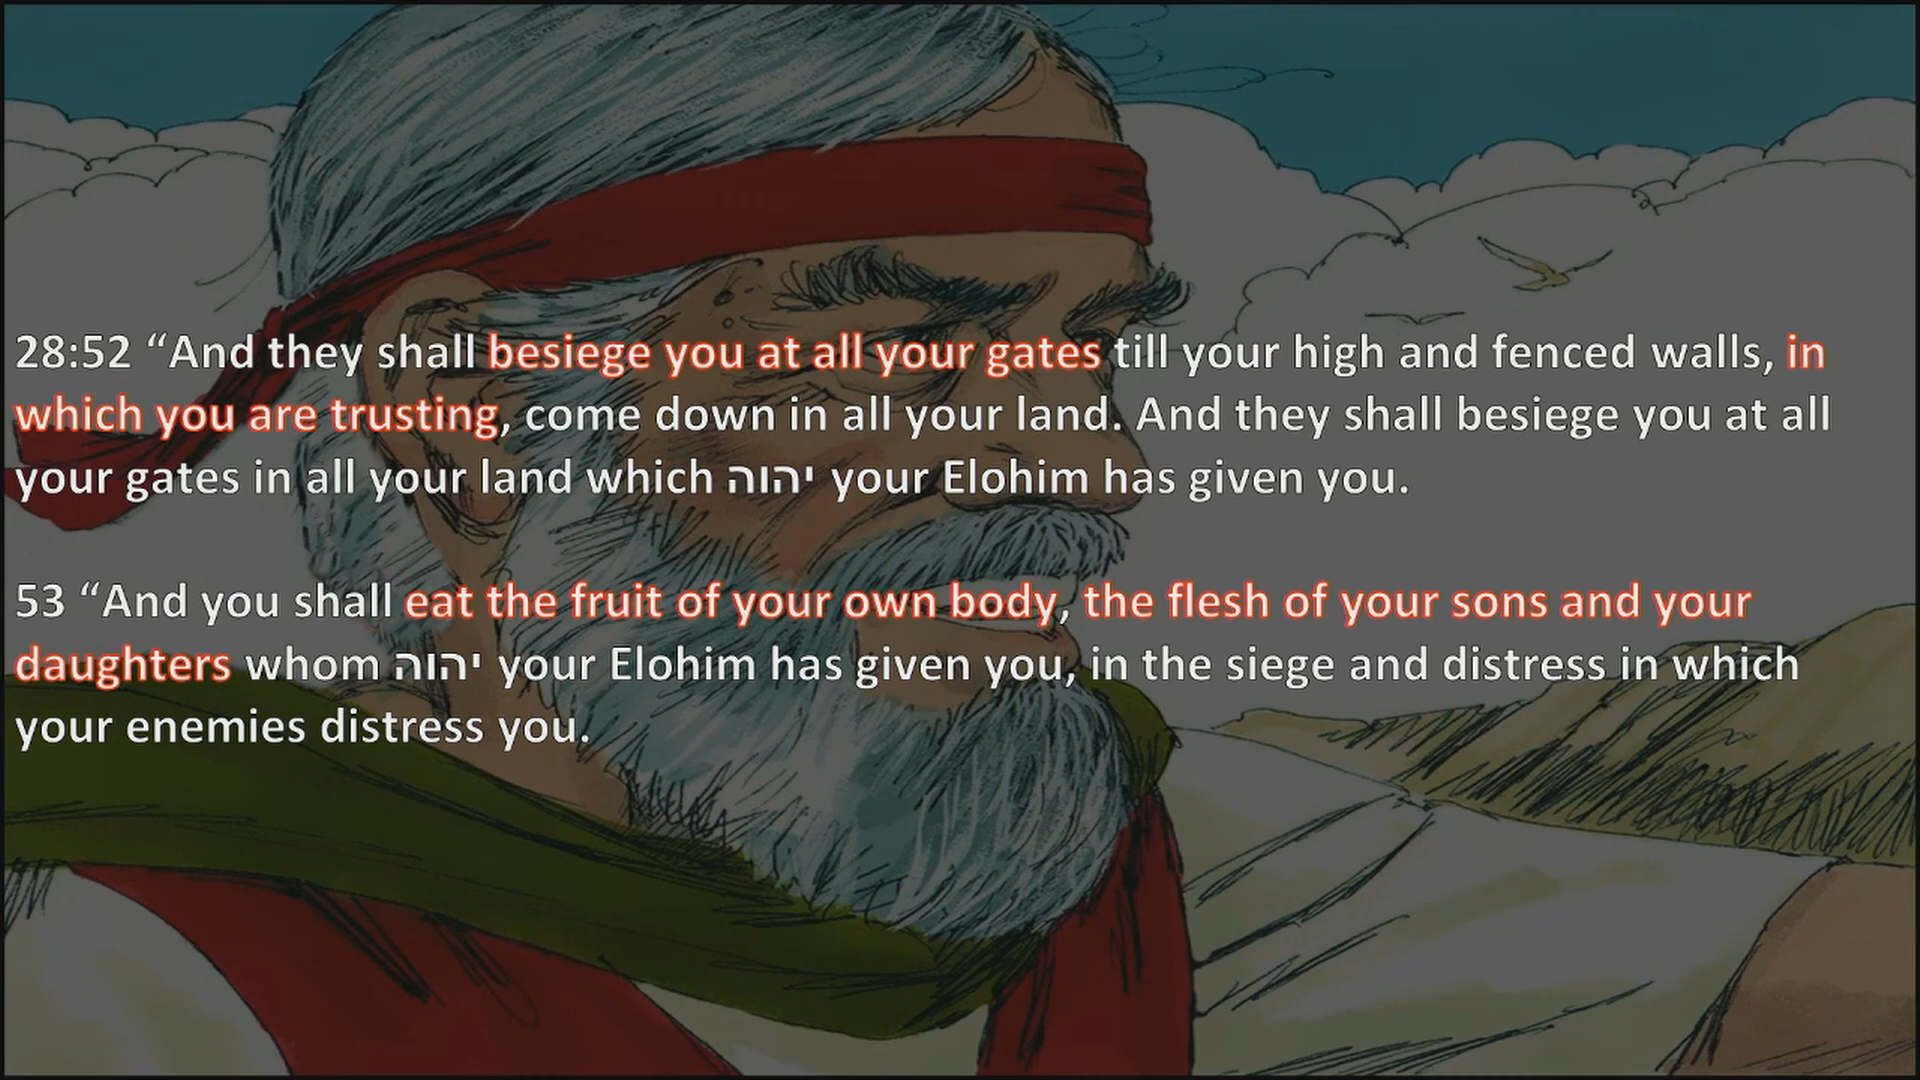 28:52 “And they shall besiege you at all your gates till your high and fenced walls, in
which you are trusting, come down in all your land. And they shall besiege you at all
your gates in all your land which יהוה your Elohim has given you.
53 “And you shall eat the fruit of your own body, the flesh of your sons and your
daughters whom יהוה your Elohim has given you, in the siege and distress in which
your enemies distress you.